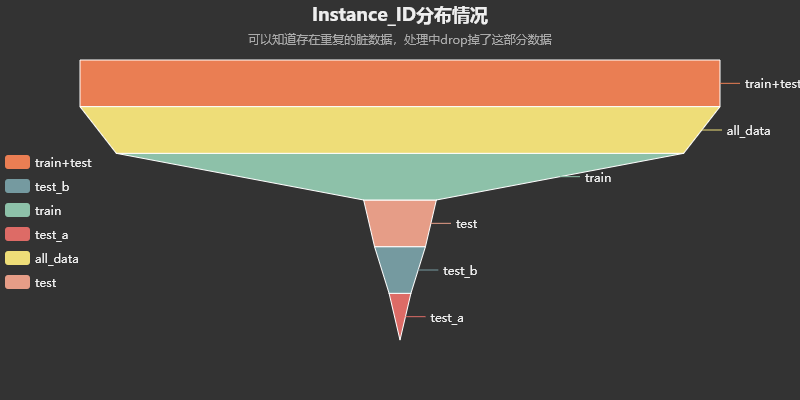 Instance_ID分布情况
可以知道存在重复的脏数据，处理中drop掉了这部分数据
train+test
all_data
train
test
test_b
test_a
train+test
test_b
train
test_a
all_data
test